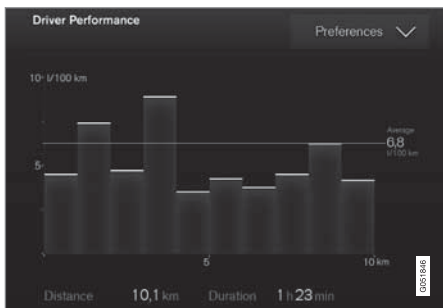 Driver Performance
Preferences
10- l/100 km
Average
6,8
l/100 km
5-
5
10 km
Distance 10,1 km Duration 1 h 23 min
G051846